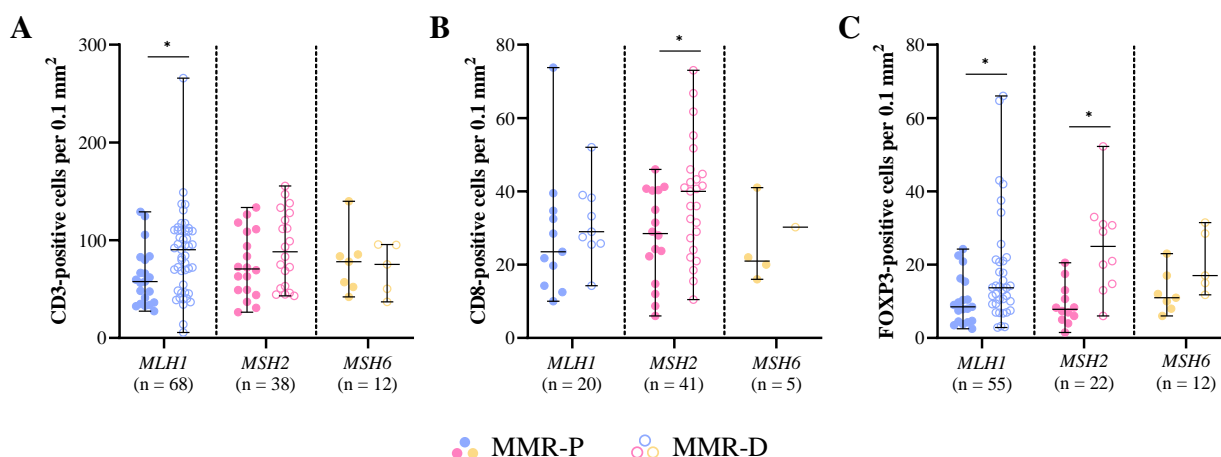 A
CD3-positive cells per 0.1 mm²
300
200
100
0
*
MLH1
(n = 68)
MSH2
(n = 38)
MSH6
(n = 12)
B
CD8-positive cells per 0.1 mm²
80
60
40
20
0
*
MLH1
(n = 20)
MSH2
(n = 41)
MSH6
(n = 5)
C
FOXP3-positive cells per 0.1 mm²
80
60
40
20
0
*
*
MLH1
(n = 55)
MSH2
(n = 22)
MSH6
(n = 12)
MMR-P
MMR-D